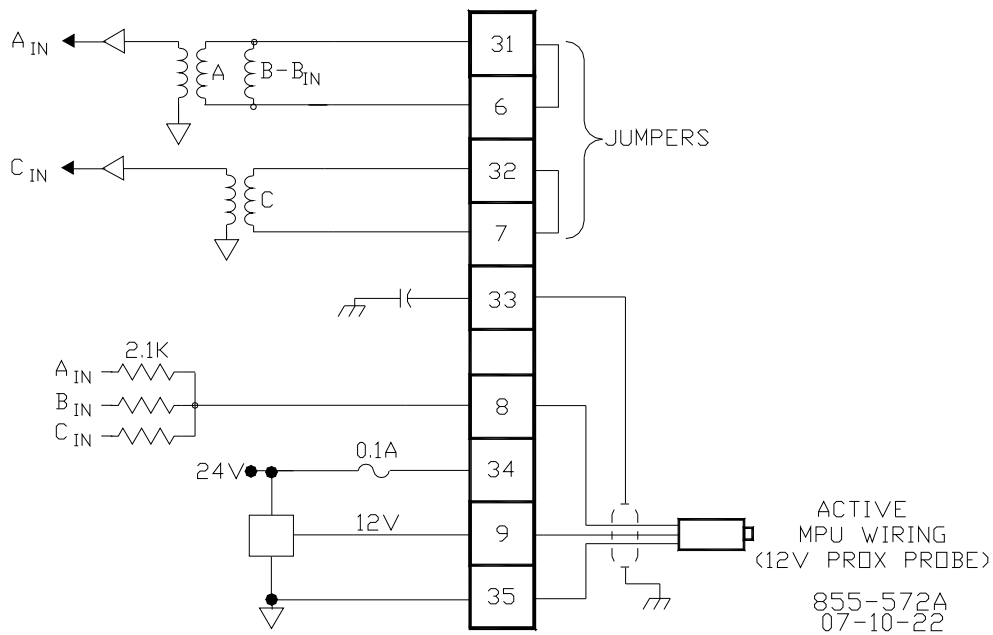 A IN
A
B-BIN
31
6
JUMPERS
C IN
C
32
7
33
2.1K
A IN
B IN
C IN
8
24V
0.1A
34
12V
9
35
ACTIVE
MPU WIRING
(12V PROX PROBE)
855-572A
07-10-22